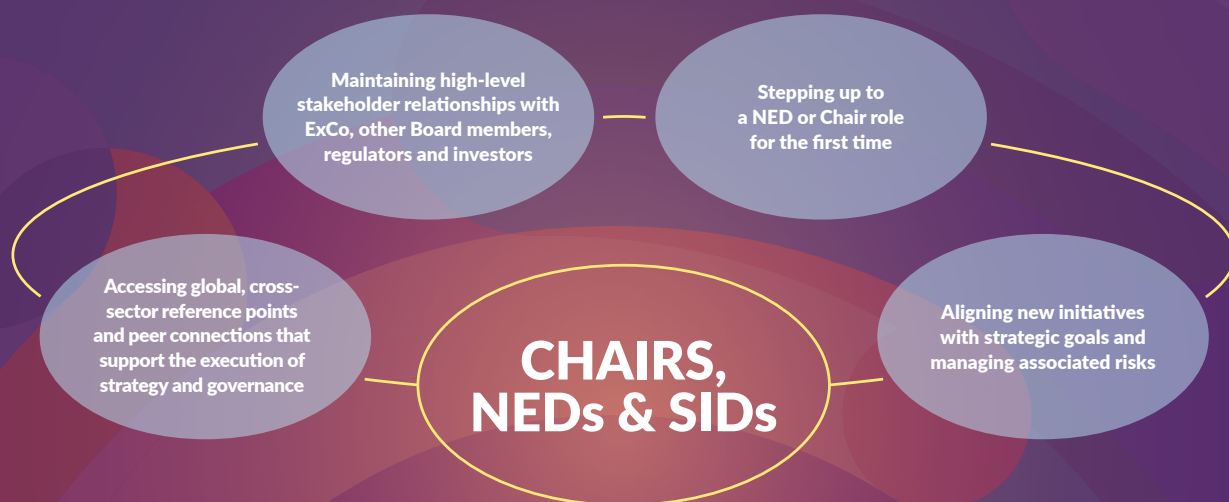 Maintaining high-level
stakeholder relationships with
ExCo, other Board members,
regulators and investors
Stepping up to
a NED or Chair role
for the first time
Accessing global, cross-
sector reference points
and peer connections that
support the execution of
strategy and governance
CHAIRS,
NEDs & SIDs
Aligning new initiatives
with strategic goals and
managing associated risks